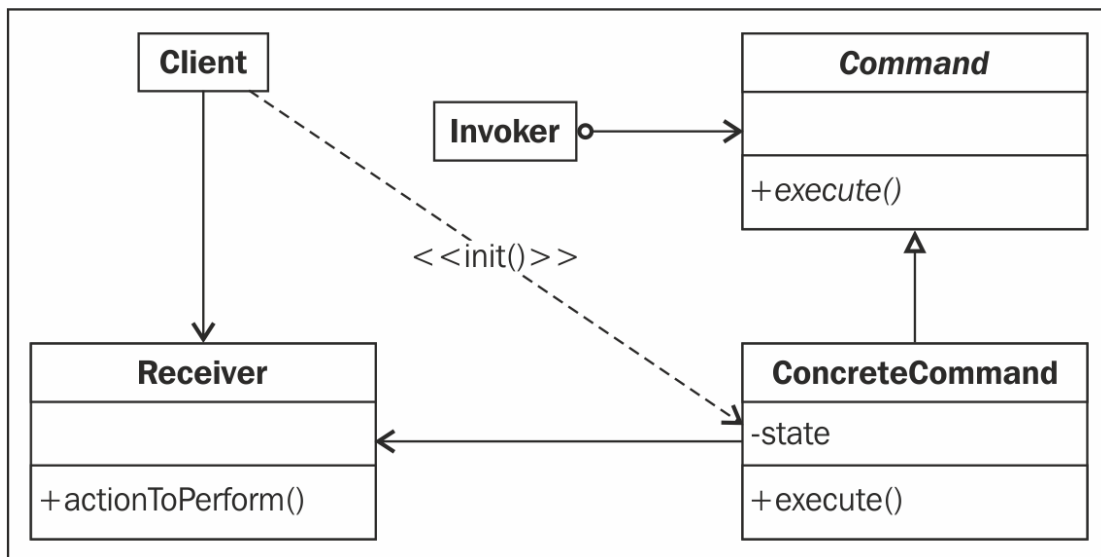 Client
Command
Invoker
+execute()
<<init()>>
Receiver
ConcreteCommand
-state
+actionToPerform()
+execute()